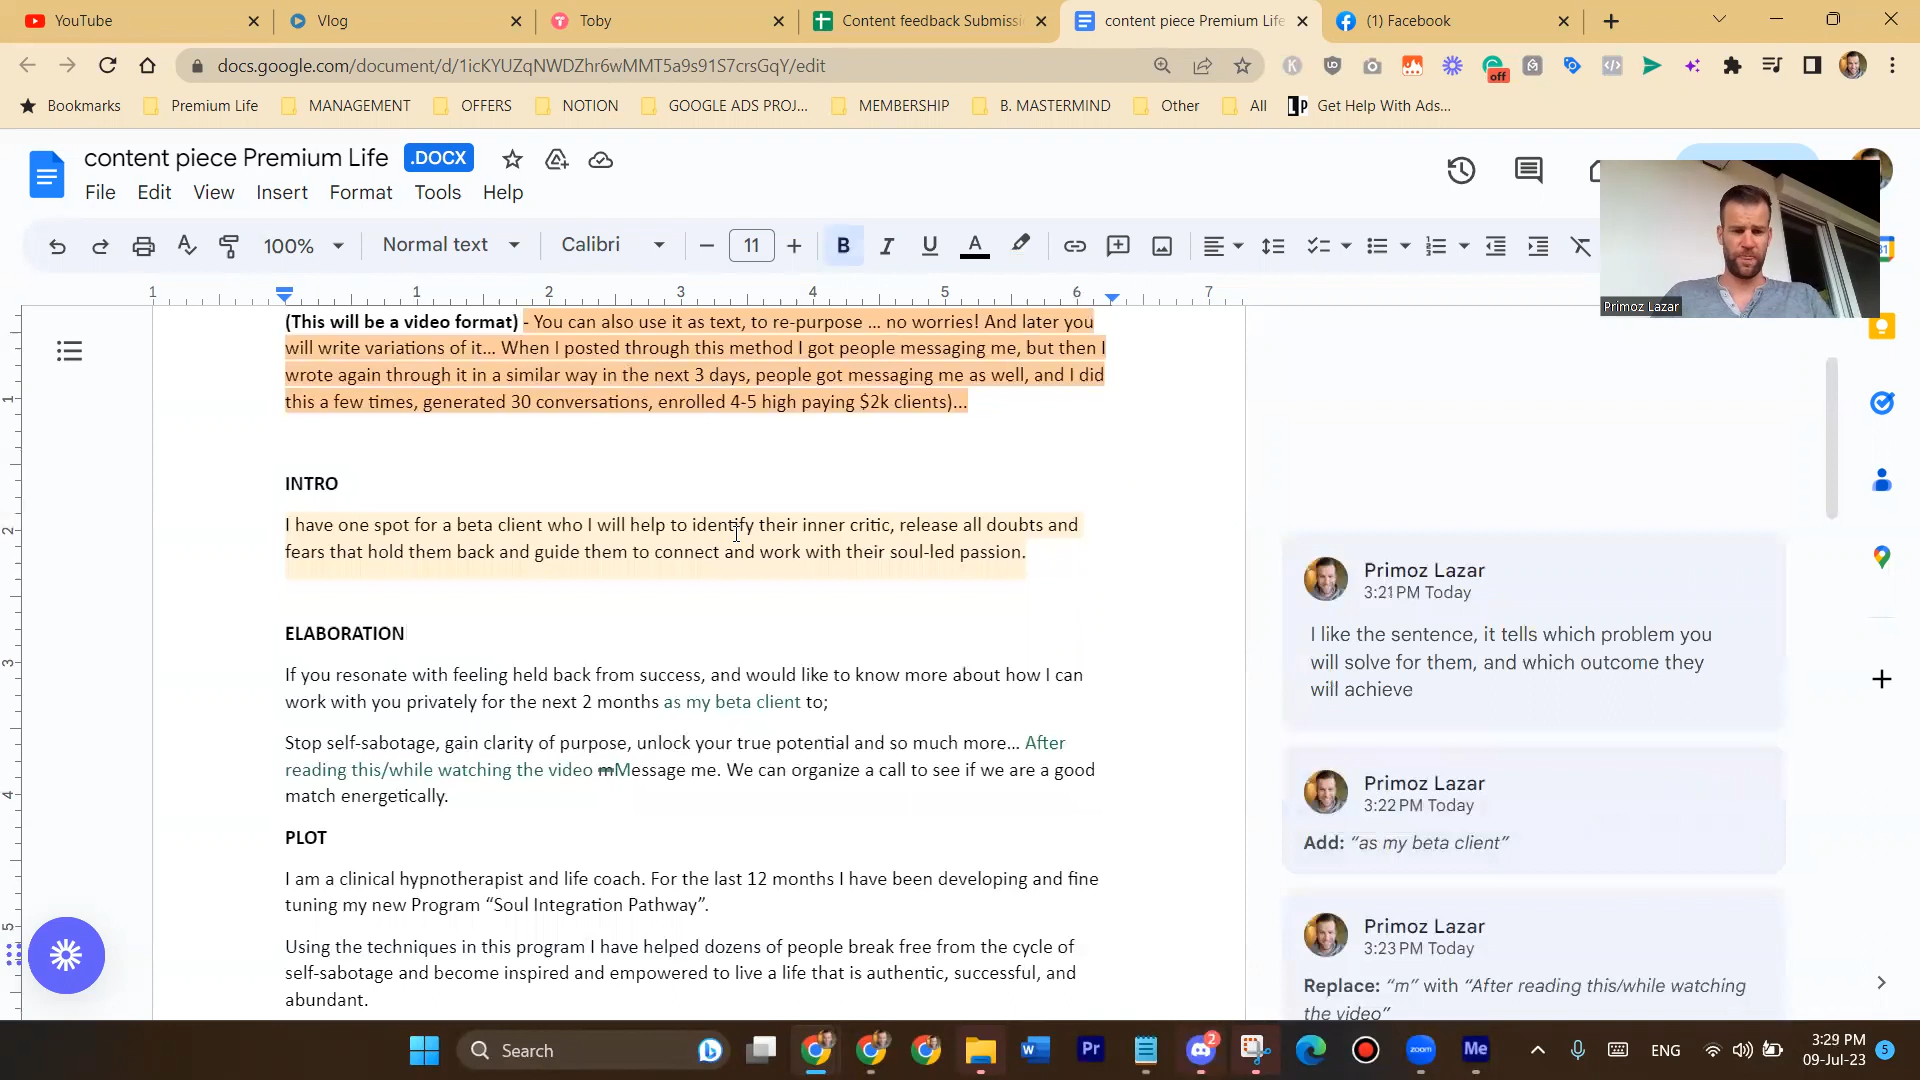 YouTube
Vlog
Toby
Content feedback Submissi
content piece Premium Life
(1) Facebook
docs.google.com/document/d/1icKYUZqNWDZhr6wMMT5a9s91S7crsGqY/edit
off
Bookmarks
Premium Life
MANAGEMENT
OFFERS
NOTION
GOOGLE ADS PROJ...
MEMBERSHIP
B. MASTERMIND
Other
All
Get Help With Ads...
content piece Premium Life
.DOCX
File
Edit
View
Insert
Format
Tools
Help
100%
Normal text
Calibri
11
Primoz Lazar
1 1 2 3 4 5 6 7
(This will be a video format) - You can also use it as text, to re-purpose … no worries! And later you
will write variations of it… When I posted through this method I got people messaging me, but then I
wrote again through it in a similar way in the next 3 days, people got messaging me as well, and I did
this a few times, generated 30 conversations, enrolled 4-5 high paying $2k clients)…
INTRO
I have one spot for a beta client who I will help to identify their inner critic, release all doubts and
fears that hold them back and guide them to connect and work with their soul-led passion.
ELABORATION
If you resonate with feeling held back from success, and would like to know more about how I can
work with you privately for the next 2 months as my beta client to;
Stop self-sabotage, gain clarity of purpose, unlock your true potential and so much more… After
reading this/while watching the video mMessage me. We can organize a call to see if we are a good
match energetically.
PLOT
I am a clinical hypnotherapist and life coach. For the last 12 months I have been developing and fine
tuning my new Program “Soul Integration Pathway”.
Using the techniques in this program I have helped dozens of people break free from the cycle of
self-sabotage and become inspired and empowered to live a life that is authentic, successful, and
abundant.
Primoz Lazar
3:21 PM Today
I like the sentence, it tells which problem you
will solve for them, and which outcome they
will achieve
Primoz Lazar
3:22 PM Today
Add: “as my beta client”
Primoz Lazar
3:23 PM Today
Replace: “m” with “After reading this/while watching
the video”
Search
Pr
2
zoom
Me
ENG
3:29 PM
09-Jul-23
5